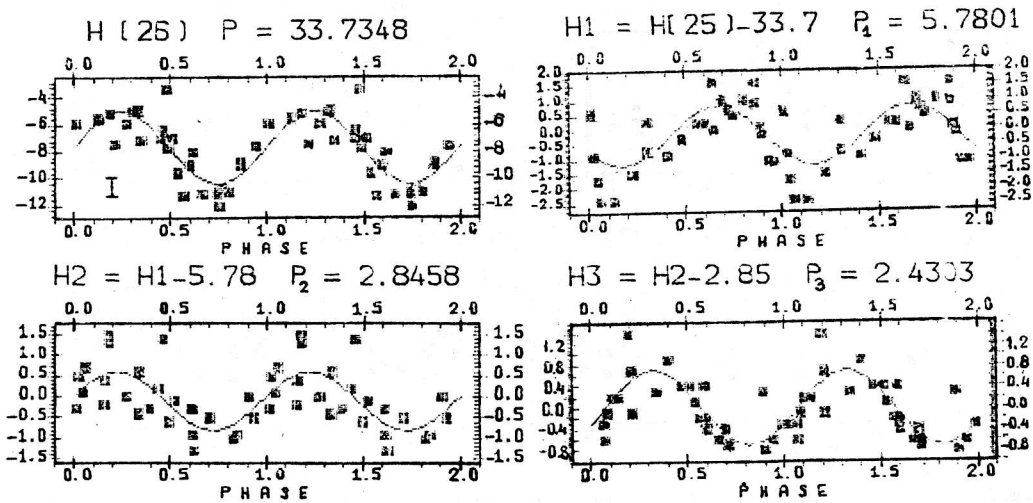 H (25) P = 33.7348
0.0 0.5 1.0 1.5 2.0
-4 -4
-6 -6
-8 -8
-10 -10
-12 -12
0.0 0.5 1.0 1.5 2.0
PHASE
H1 = H(25)-33.7 P₁ = 5.7801
0.0 0.5 1.0 1.5 2.0
2.0 2.0
1.5 1.5
1.0 1.0
0.5 0.5
0.0 0.0
-0.5 -0.5
-1.0 -1.0
-1.5 -1.5
-2.0 -2.0
-2.5 -2.5
0.0 0.5 1.0 1.5 2.0
PHASE
H2 = H1-5.78 P₂ = 2.8458
0.0 0.5 1.0 1.5 2.0
1.5 1.5
1.0 1.0
0.5 0.5
0.0 0.0
-0.5 -0.5
-1.0 -1.0
-1.5 -1.5
0.0 0.5 1.0 1.5 2.0
PHASE
H3 = H2-2.85 P₃ = 2.4303
0.0 0.5 1.0 1.5 2.0
1.2 1.2
0.8 0.8
0.4 0.4
0.0 0.0
-0.4 -0.4
-0.8 -0.8
0.0 0.5 1.0 1.5 2.0
PHASE